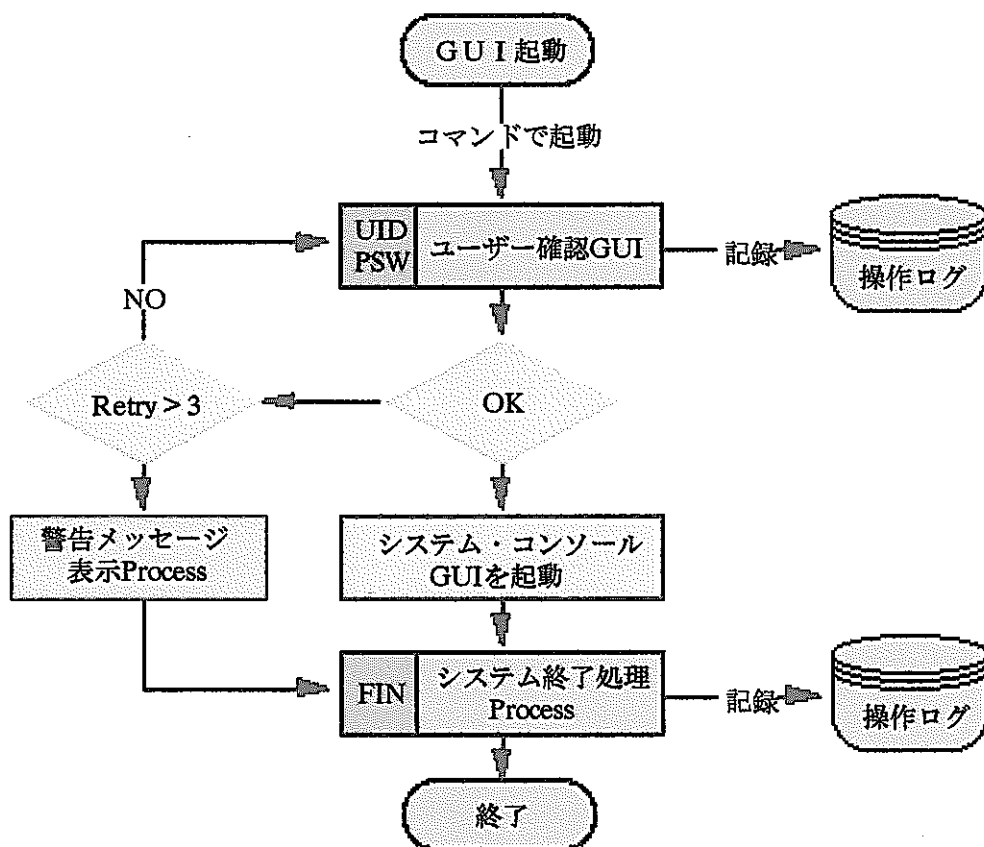 GUI起動
コマンドで起動
UID
PSW
ユーザー確認GUI
記録
操作ログ
NO
Retry > 3
OK
警告メッセージ
表示Process
システム・コンソール
GUIを起動
FIN
システム終了処理
Process
記録
操作ログ
終了